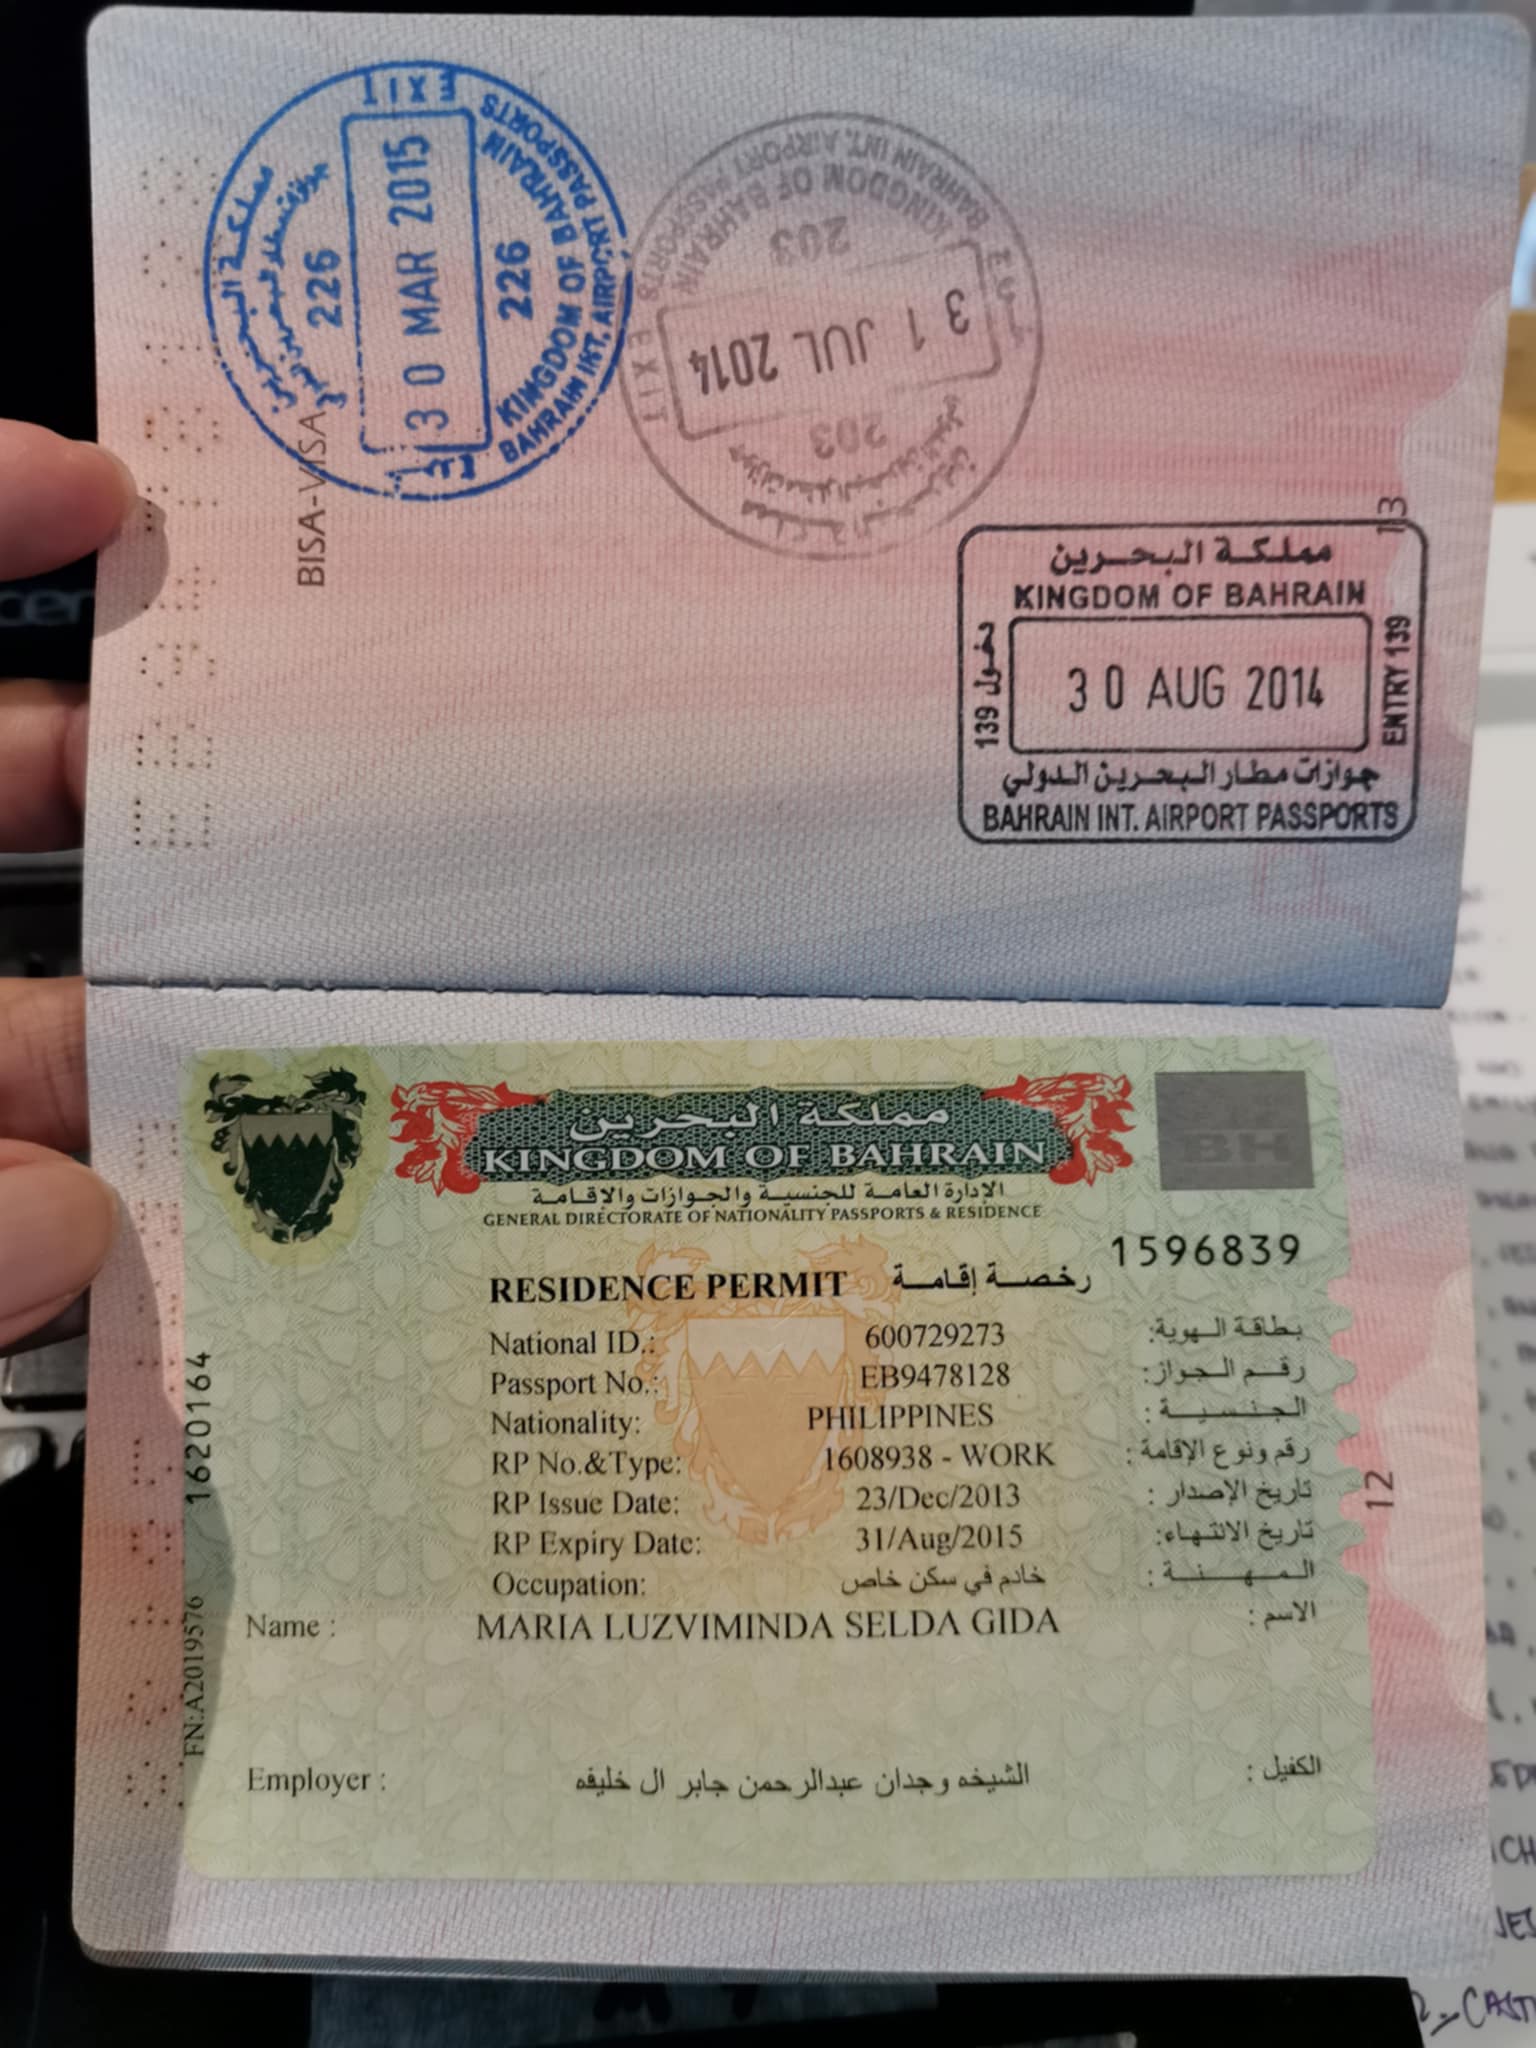 EXIT
مملكة البحرين
226
30 MAR 2015
226
KINGDOM OF BAHRAIN
BAHRAIN INT. AIRPORT PASSPORTS
BISA-VISA
BAHRAIN INT. AIRPORT PASSPORTS
KINGDOM OF BAHRAIN
203
خروج
31 JUL 2014
EXIT
203
مملكة البحرين
13
مملكة البحرين
KINGDOM OF BAHRAIN
دخول 139
30 AUG 2014
ENTRY 139
جوازات مطار البحرين الدولي
BAHRAIN INT. AIRPORT PASSPORTS
مملكة البحرين
KINGDOM OF BAHRAIN
BH
الإدارة العامة للجنسية والجوازات والإقامة
GENERAL DIRECTORATE OF NATIONALITY PASSPORTS & RESIDENCE
1596839
RESIDENCE PERMIT رخصة إقامة
National ID.: 600729273 بطاقة الهوية:
Passport No.: EB9478128 رقم الجواز:
Nationality: PHILIPPINES الجنسية :
RP No.&Type: 1608938 - WORK رقم ونوع الإقامة :
RP Issue Date: 23/Dec/2013 تاريخ الإصدار :
RP Expiry Date: 31/Aug/2015 تاريخ الانتهاء:
Occupation: خادم في سكن خاص المهنة :
Name : MARIA LUZVIMINDA SELDA GIDA الاسم :
Employer : الشيخه وجدان عبدالرحمن جابر ال خليفه الكفيل :
1620164
FN:A2019576
12